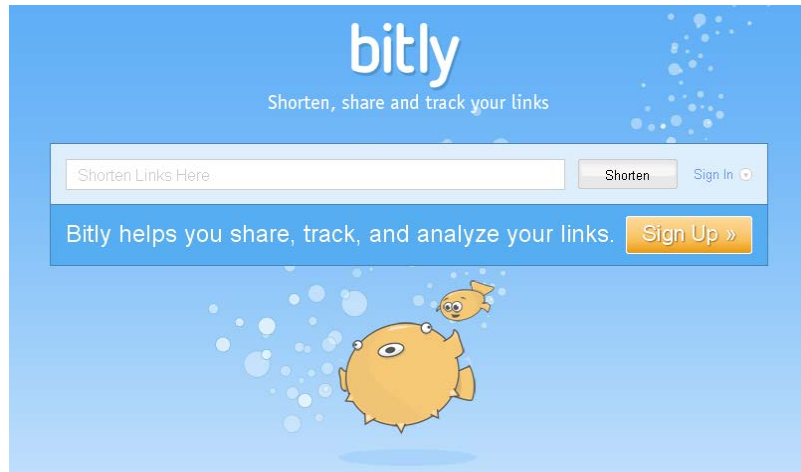 bitly
Shorten, share and track your links
Shorten Links Here
Shorten
Sign In
Bitly helps you share, track, and analyze your links.
Sign Up »